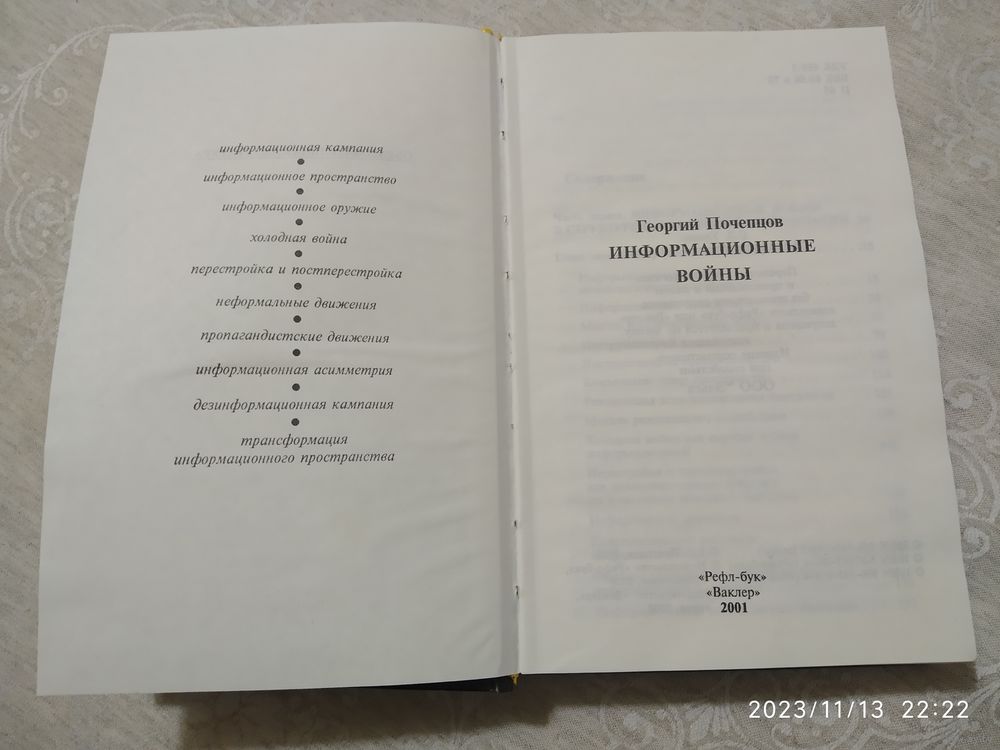 информационная кампания
информационное пространство
информационное оружие
холодная война
перестройка и постперестройка
неформальные движения
пропагандистские движения
информационная асимметрия
дезинформационная кампания
трансформация
информационного пространства
Георгий Почепцов
ИНФОРМАЦИОННЫЕ
ВОЙНЫ
«Рефл-бук»
«Ваклер»
2001
2023/11/13 22:22